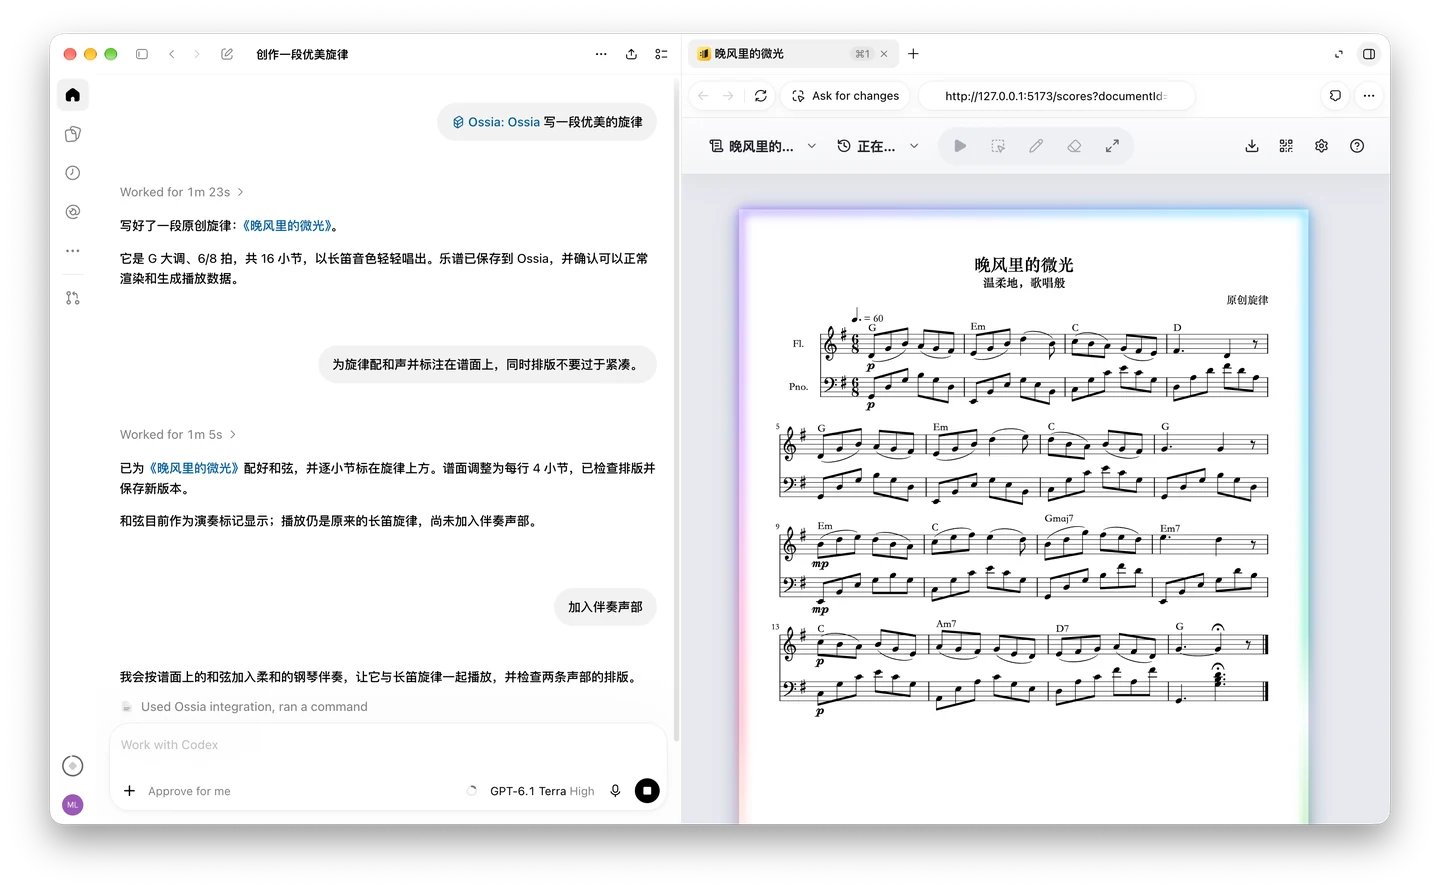 创作一段优美旋律
Ossia: Ossia 写一段优美的旋律
Worked for 1m 23s
写好了一段原创旋律：《晚风里的微光》。
它是 G 大调、6/8 拍，共 16 小节，以长笛音色轻轻唱出。乐谱已保存到 Ossia，并确认可以正常
渲染和生成播放数据。
为旋律配和声并标注在谱面上，同时排版不要过于紧凑。
Worked for 1m 5s
已为《晚风里的微光》配好和弦，并逐小节标在旋律上方。谱面调整为每行 4 小节，已检查排版并
保存新版本。
和弦目前作为演奏标记显示；播放仍是原来的长笛旋律，尚未加入伴奏声部。
加入伴奏声部
我会按谱面上的和弦加入柔和的钢琴伴奏，让它与长笛旋律一起播放，并检查两条声部的排版。
Used Ossia integration, ran a command
Work with Codex
Approve for me
GPT-6.1 Terra High
ML
晚风里的微光
⌘1
Ask for changes
http://127.0.0.1:5173/scores?documentId=
晚风里的...
正在...
晚风里的微光
温柔地，歌唱般
原创旋律
♩. = 60
G Em C D
Fl.
6/8
p
Pno.
6/8
p
5
G Em C G
9
Em C Gmaj7 Em7
mp
mp
13
C Am7 D7 G
p
p